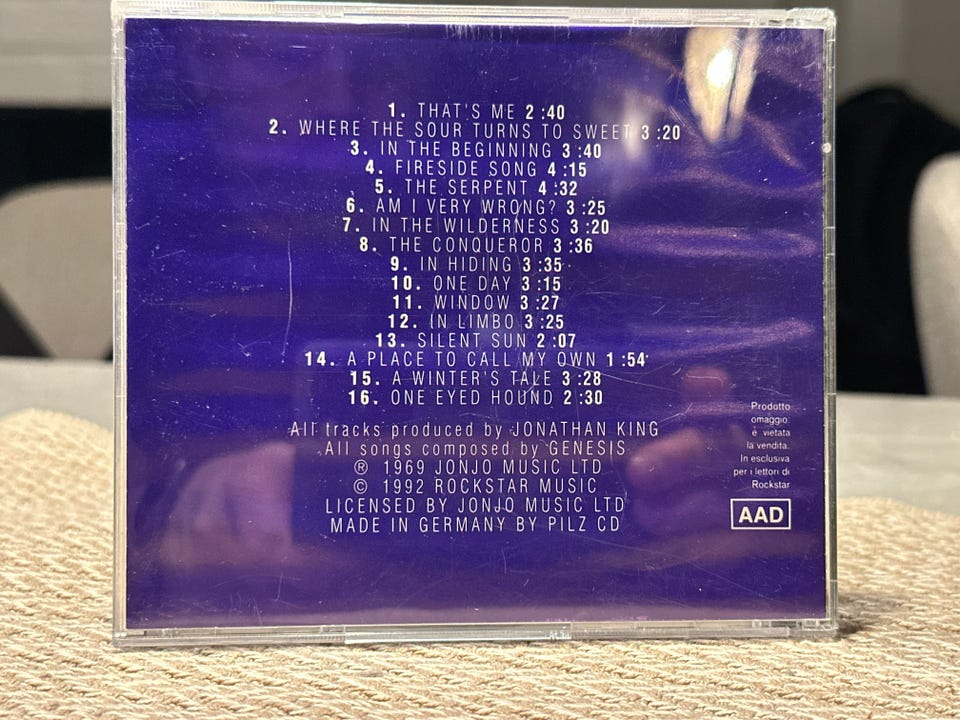 1. THAT'S ME 2:40
2. WHERE THE SOUR TURNS TO SWEET 3:20
3. IN THE BEGINNING 3:40
4. FIRESIDE SONG 4:15
5. THE SERPENT 4:32
6. AM I VERY WRONG? 3:25
7. IN THE WILDERNESS 3:20
8. THE CONQUEROR 3:36
9. IN HIDING 3:35
10. ONE DAY 3:15
11. WINDOW 3:27
12. IN LIMBO 3:25
13. SILENT SUN 2:07
14. A PLACE TO CALL MY OWN 1:54
15. A WINTER'S TALE 3:28
16. ONE EYED HOUND 2:30
All tracks produced by JONATHAN KING
All songs composed by GENESIS
® 1969 JONJO MUSIC LTD
© 1992 ROCKSTAR MUSIC
LICENSED BY JONJO MUSIC LTD
MADE IN GERMANY BY PILZ CD
Prodotto
omaggio:
è vietata
la vendita.
In esclusiva
per i lettori di
Rockstar
AAD